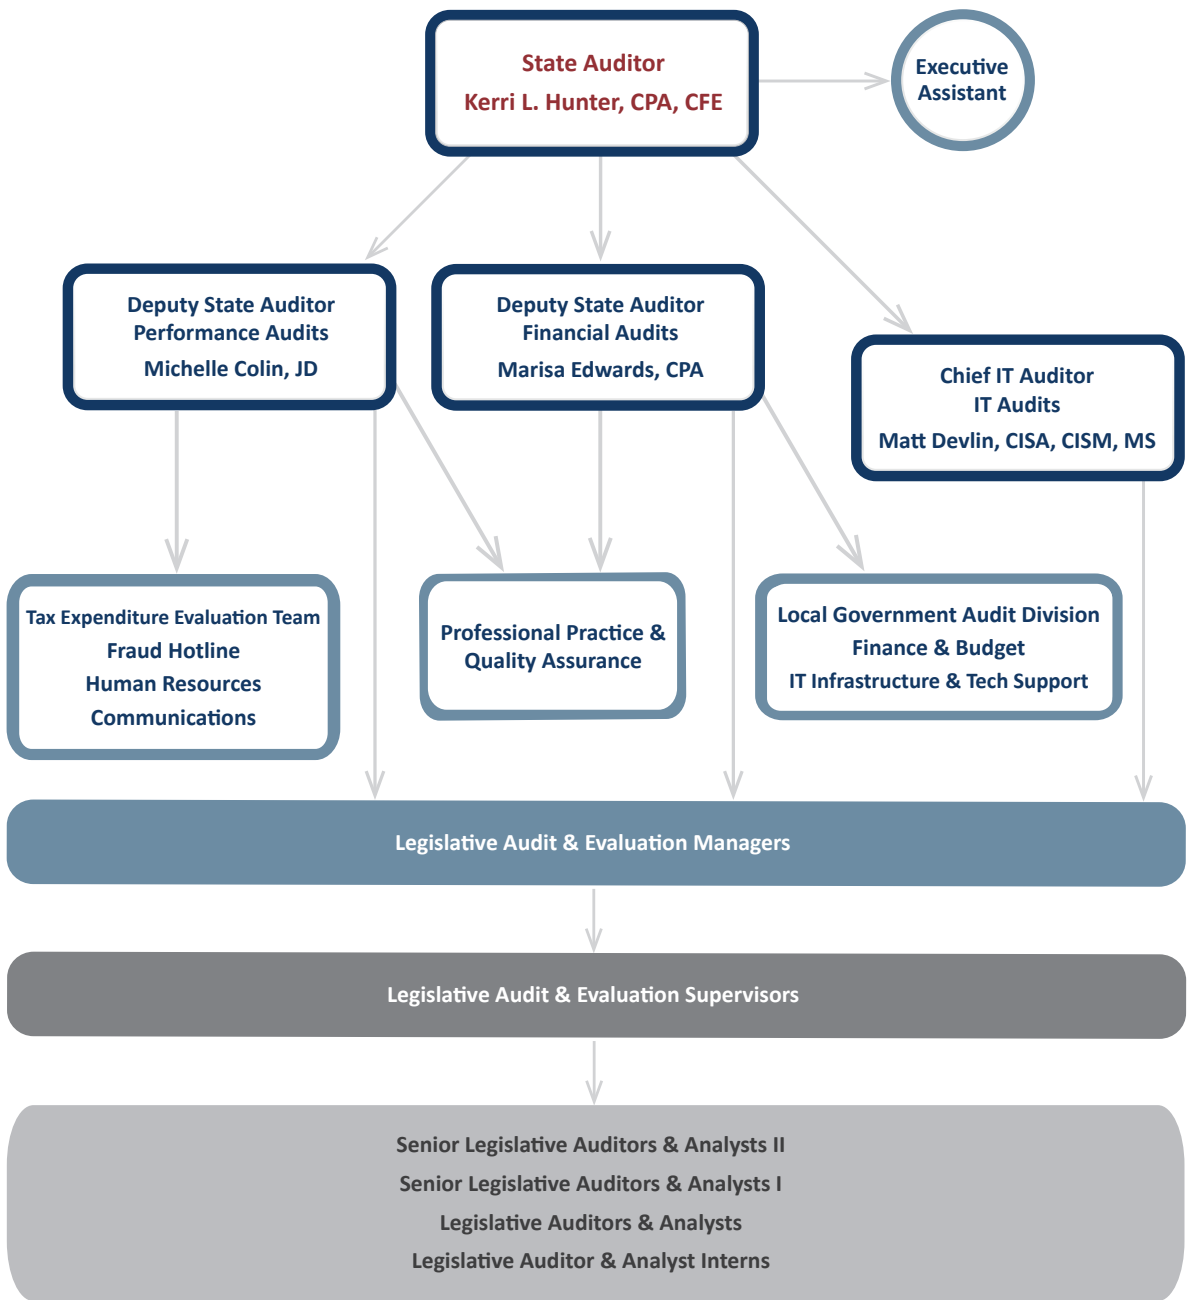 State Auditor
Kerri L. Hunter, CPA, CFE
Executive
Assistant
Deputy State Auditor
Performance Audits
Michelle Colin, JD
Deputy State Auditor
Financial Audits
Marisa Edwards, CPA
Chief IT Auditor
IT Audits
Matt Devlin, CISA, CISM, MS
Tax Expenditure Evaluation Team
Fraud Hotline
Human Resources
Communications
Professional Practice &
Quality Assurance
Local Government Audit Division
Finance & Budget
IT Infrastructure & Tech Support
Legislative Audit & Evaluation Managers
Legislative Audit & Evaluation Supervisors
Senior Legislative Auditors & Analysts II
Senior Legislative Auditors & Analysts I
Legislative Auditors & Analysts
Legislative Auditor & Analyst Interns